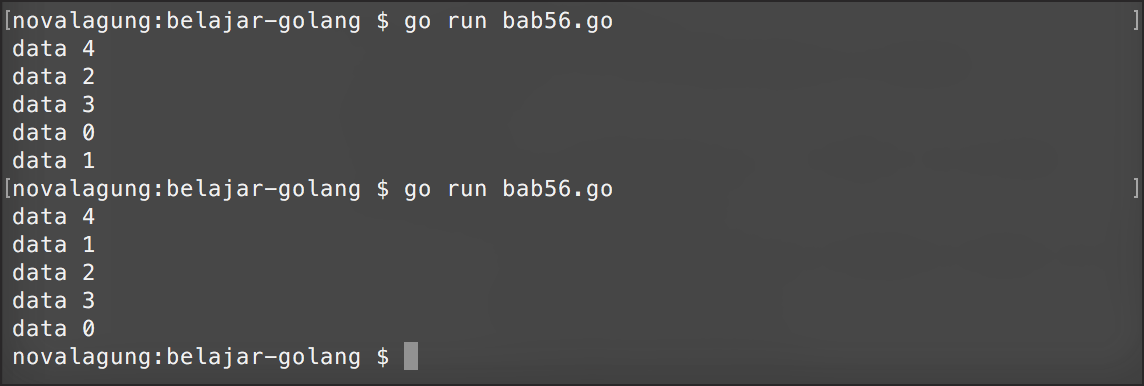 [novalagung:belajar-golang $ go run bab56.go ]
data 4
data 2
data 3
data 0
data 1
[novalagung:belajar-golang $ go run bab56.go ]
data 4
data 1
data 2
data 3
data 0
novalagung:belajar-golang $